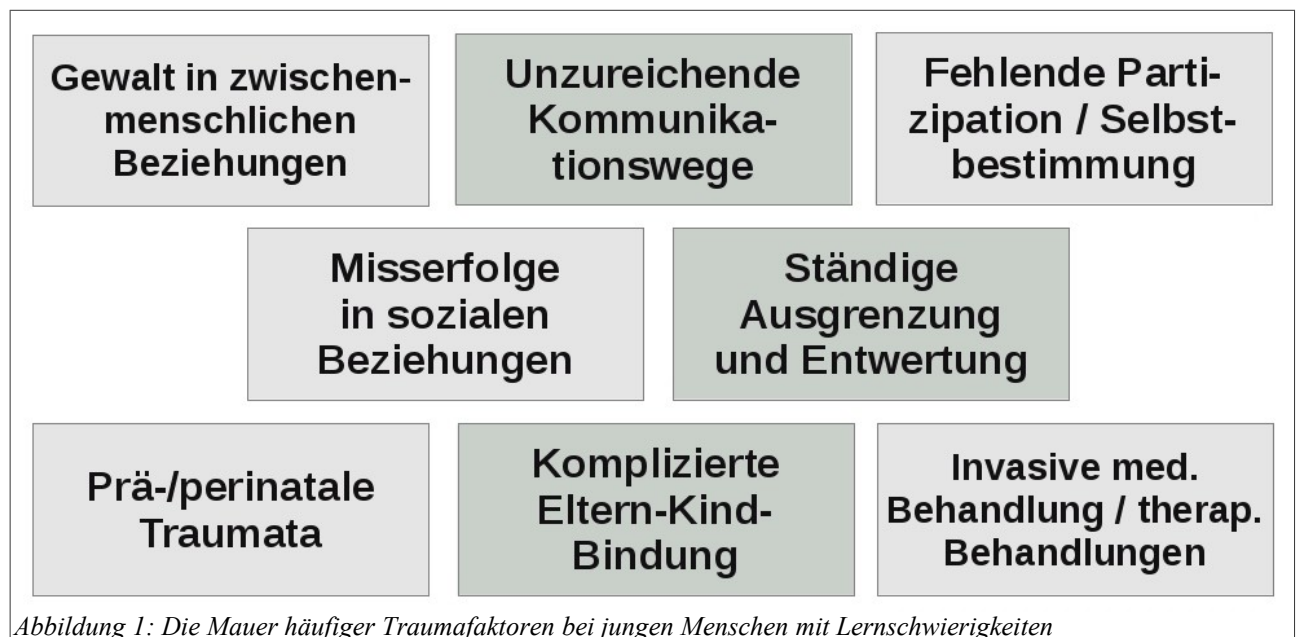 Gewalt in zwischen-
menschlichen
Beziehungen
Unzureichende
Kommunika-
tionswege
Fehlende Parti-
zipation / Selbst-
bestimmung
Misserfolge
in sozialen
Beziehungen
Ständige
Ausgrenzung
und Entwertung
Prä-/perinatale
Traumata
Komplizierte
Eltern-Kind-
Bindung
Invasive med.
Behandlung / therap.
Behandlungen
Abbildung 1: Die Mauer häufiger Traumafaktoren bei jungen Menschen mit Lernschwierigkeiten